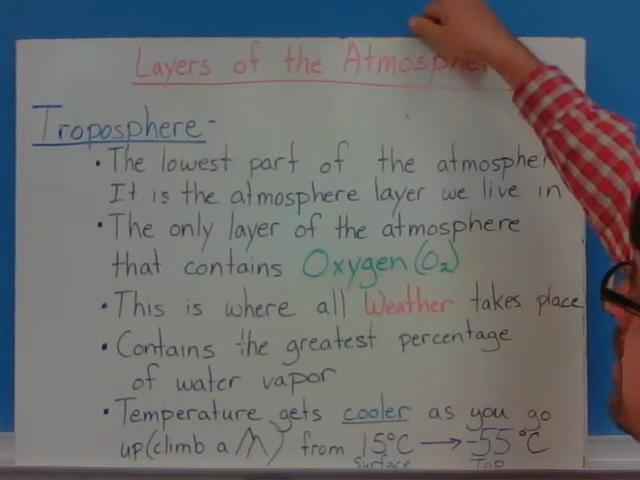 Layers of the Atmosphe
Troposphere -
• The lowest part of the atmospher
It is the atmosphere layer we live in
• The only layer of the atmosphere
that contains Oxygen (O₂)
• This is where all Weather takes place
• Contains the greatest percentage
of water vapor
• Temperature gets cooler as you go
up (climb a ) from 15°C → -55°C
Surface Top